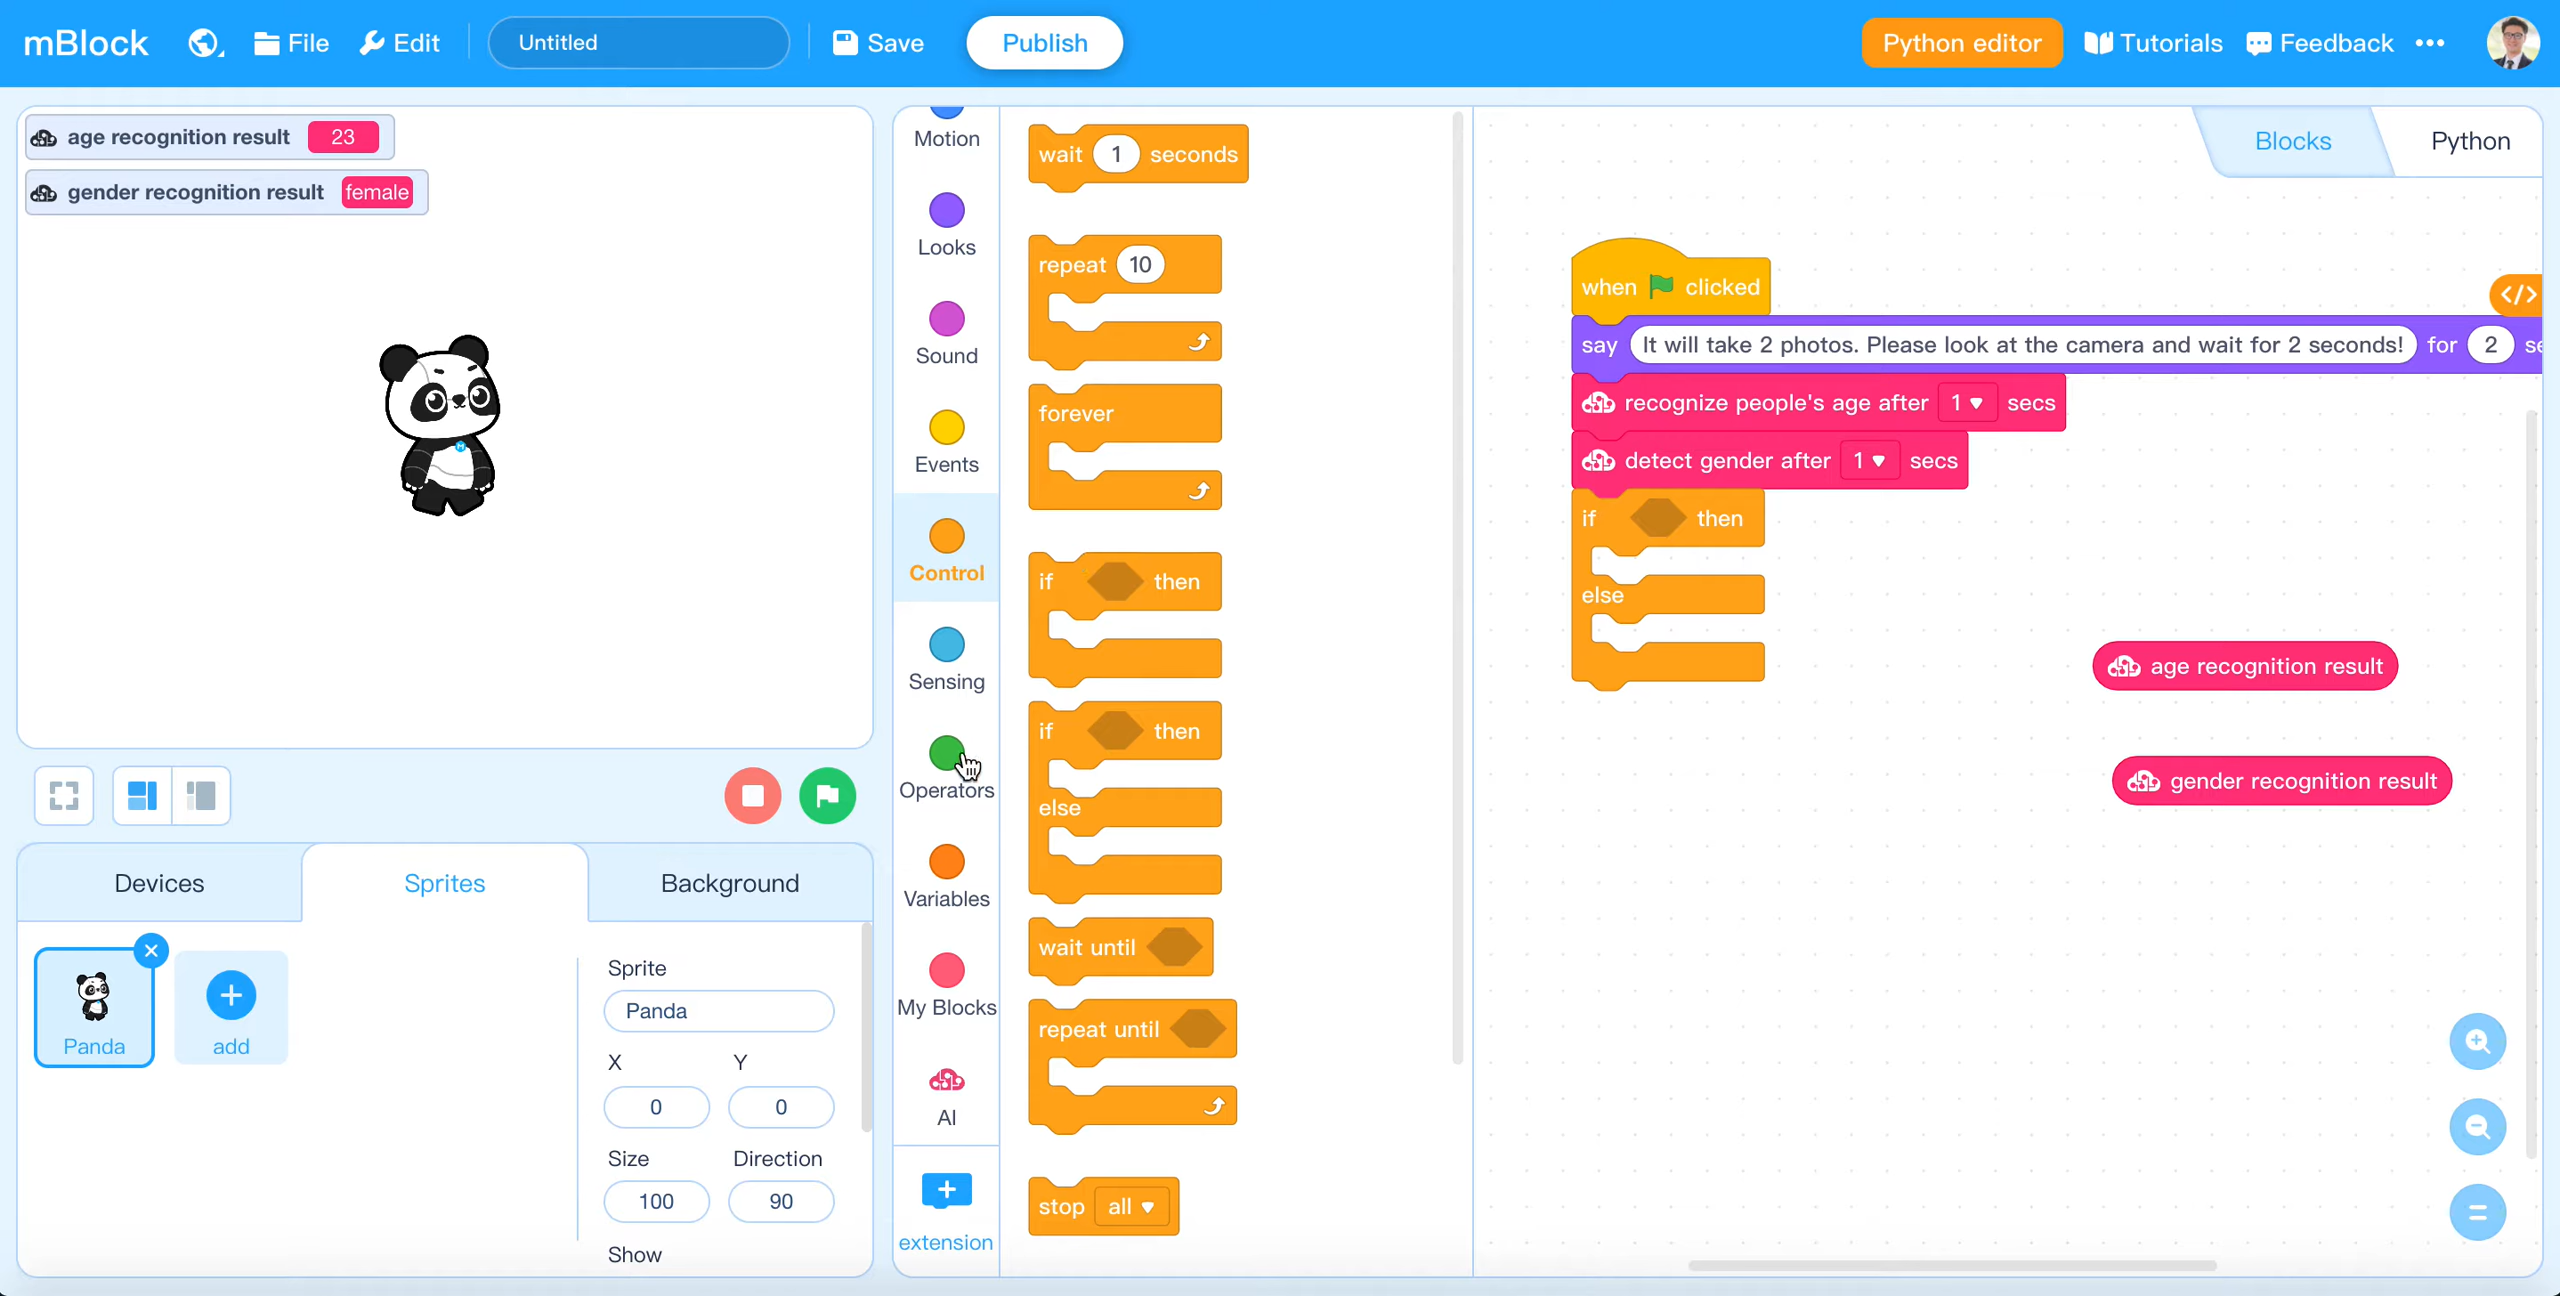 mBlock
File
Edit
Untitled
Save
Publish
Python editor
Tutorials
Feedback
age recognition result 23
gender recognition result female
Devices
Sprites
Background
Panda
add
Sprite
Panda
X
Y
0
0
Size
Direction
100
90
Show
Motion
Looks
Sound
Events
Control
Sensing
Operators
Variables
My Blocks
AI
extension
wait 1 seconds
repeat 10
forever
if then
if then
else
wait until
repeat until
stop all
Blocks
Python
when clicked
say It will take 2 photos. Please look at the camera and wait for 2 seconds! for 2 se
recognize people's age after 1 secs
detect gender after 1 secs
if then
else
age recognition result
gender recognition result